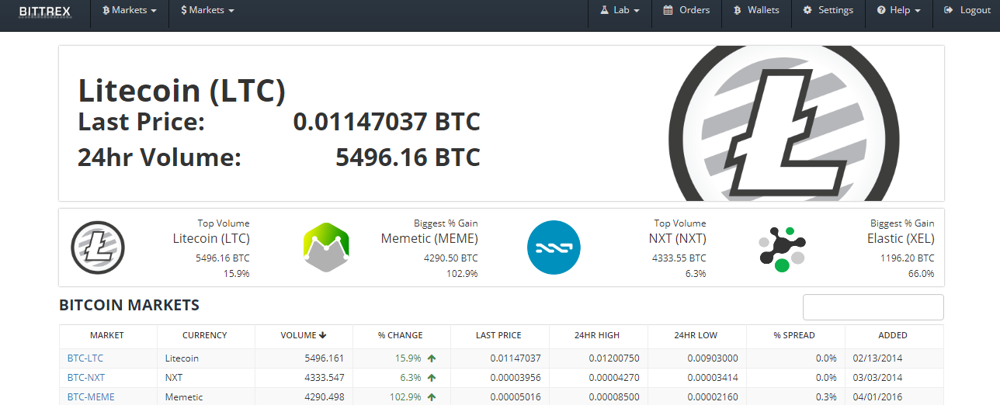 BITTREX ฿ Markets $ Markets Lab Orders ฿ Wallets Settings Help Logout
Litecoin (LTC)
Last Price: 0.01147037 BTC
24hr Volume: 5496.16 BTC
Top Volume Biggest % Gain Top Volume Biggest % Gain
Litecoin (LTC) Memetic (MEME) NXT (NXT) Elastic (XEL)
5496.16 BTC 4290.50 BTC 4333.55 BTC 1196.20 BTC
15.9% 102.9% 6.3% 66.0%
BITCOIN MARKETS
MARKET CURRENCY VOLUME % CHANGE LAST PRICE 24HR HIGH 24HR LOW % SPREAD ADDED
BTC-LTC Litecoin 5496.161 15.9% 0.01147037 0.01200750 0.00903000 0.0% 02/13/2014
BTC-NXT NXT 4333.547 6.3% 0.00003956 0.00004270 0.00003414 0.0% 03/03/2014
BTC-MEME Memetic 4290.498 102.9% 0.00005016 0.00008500 0.00002160 0.3% 04/01/2016